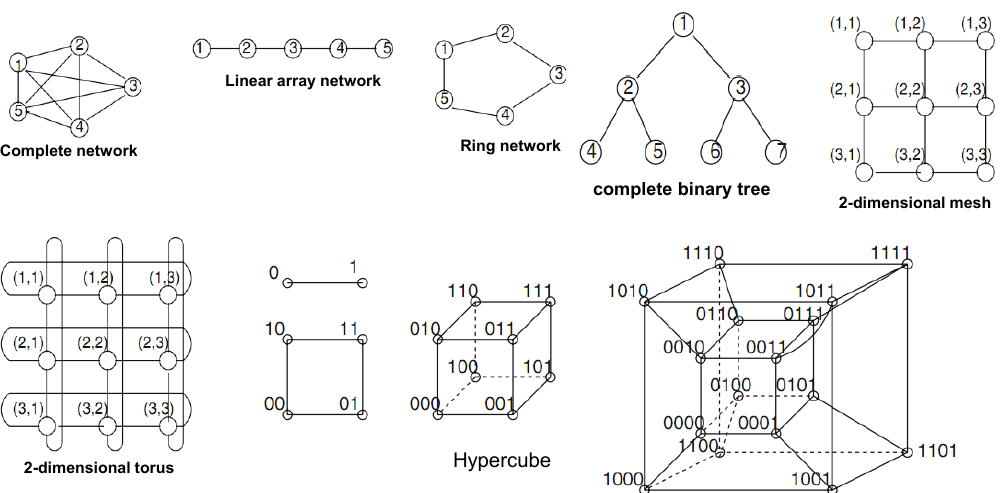 1
2
3
4
5
Complete network
1
2
3
4
5
Linear array network
1
2
3
4
5
Ring network
1
2
3
4
5
6
7
complete binary tree
(1,1) (1,2) (1,3)
(2,1) (2,2) (2,3)
(3,1) (3,2) (3,3)
2-dimensional mesh
(1,1) (1,2) (1,3)
(2,1) (2,2) (2,3)
(3,1) (3,2) (3,3)
2-dimensional torus
0 1
10 11
00 01
110 111
010 011
100 101
000 001
Hypercube
1110 1111
1010 1011
0110 0111
0010 0011
0100 0101
0000 0001
1100 1101
1000 1001